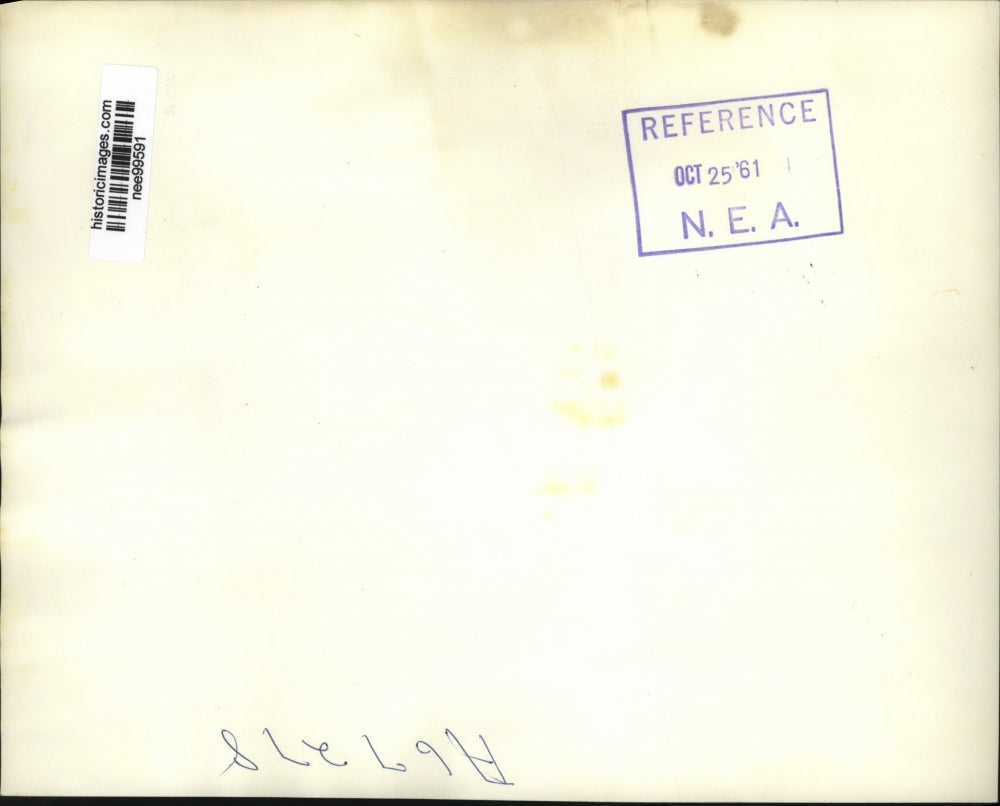 historicimages.com
nee99591
REFERENCE
OCT 25 '61
N. E. A.